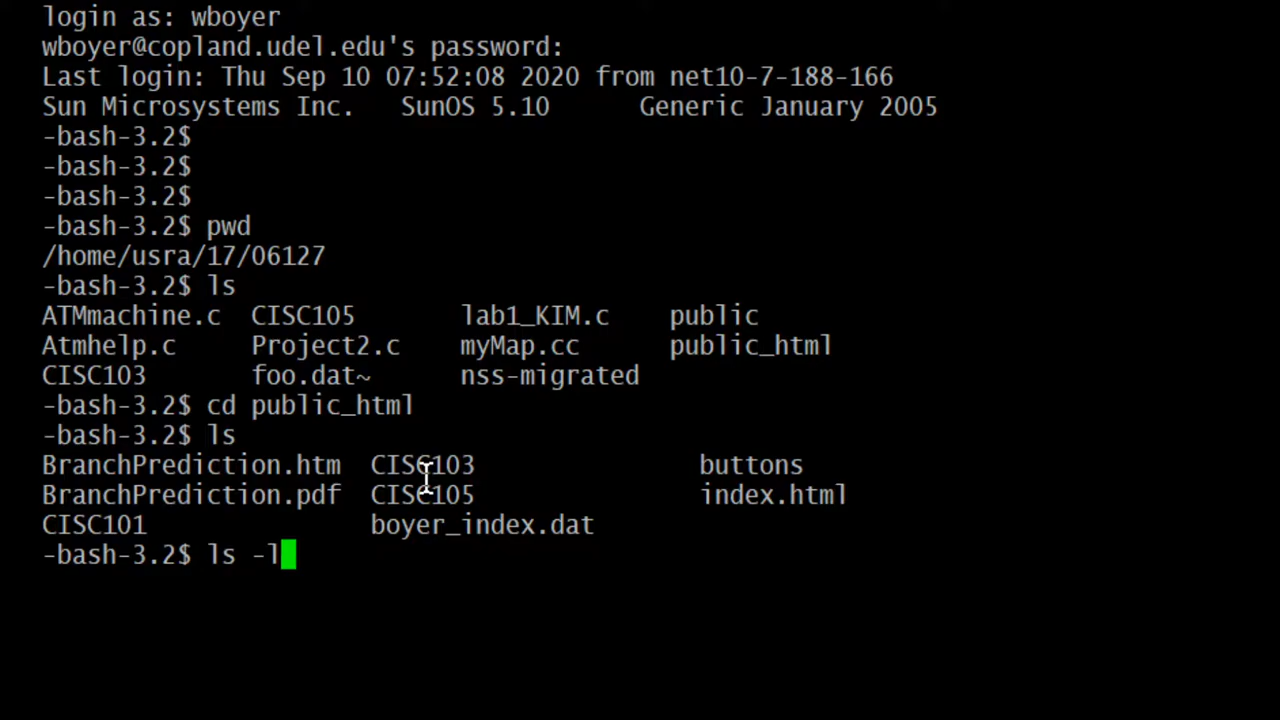 login as: wboyer
wboyer@copland.udel.edu's password:
Last login: Thu Sep 10 07:52:08 2020 from net10-7-188-166
Sun Microsystems Inc.   SunOS 5.10      Generic January 2005
-bash-3.2$
-bash-3.2$
-bash-3.2$
-bash-3.2$ pwd
/home/usra/17/06127
-bash-3.2$ ls
ATMmachine.c  CISC105       lab1_KIM.c    public
Atmhelp.c     Project2.c    myMap.cc      public_html
CISC103       foo.dat~      nss-migrated
-bash-3.2$ cd public_html
-bash-3.2$ ls
BranchPrediction.htm  CISC103               buttons
BranchPrediction.pdf  CISC105               index.html
CISC101               boyer_index.dat
-bash-3.2$ ls -l